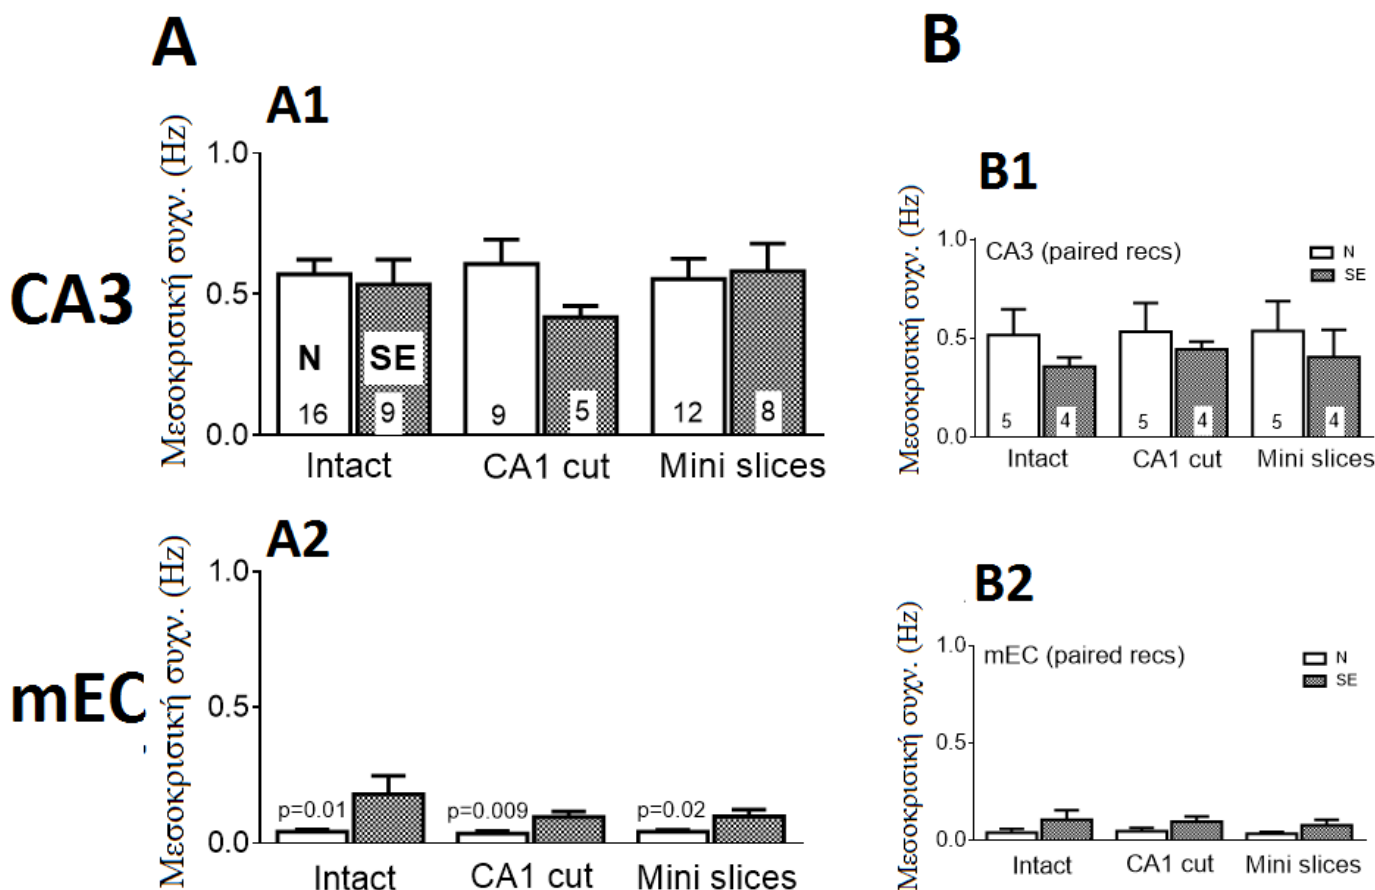 A
B
A1
Μεσοκρισική συχν. (Hz)
1.0
0.5
0.0
CA3
N
SE
16
9
9
5
12
8
Intact
CA1 cut
Mini slices
B1
Μεσοκρισική συχν. (Hz)
1.0
0.5
0.0
CA3 (paired recs)
N
SE
5
4
5
4
5
4
Intact
CA1 cut
Mini slices
A2
Μεσοκρισική συχν. (Hz)
1.0
0.5
0.0
mEC
p=0.01
p=0.009
p=0.02
Intact
CA1 cut
Mini slices
B2
Μεσοκρισική συχν. (Hz)
1.0
0.5
0.0
mEC (paired recs)
N
SE
Intact
CA1 cut
Mini slices